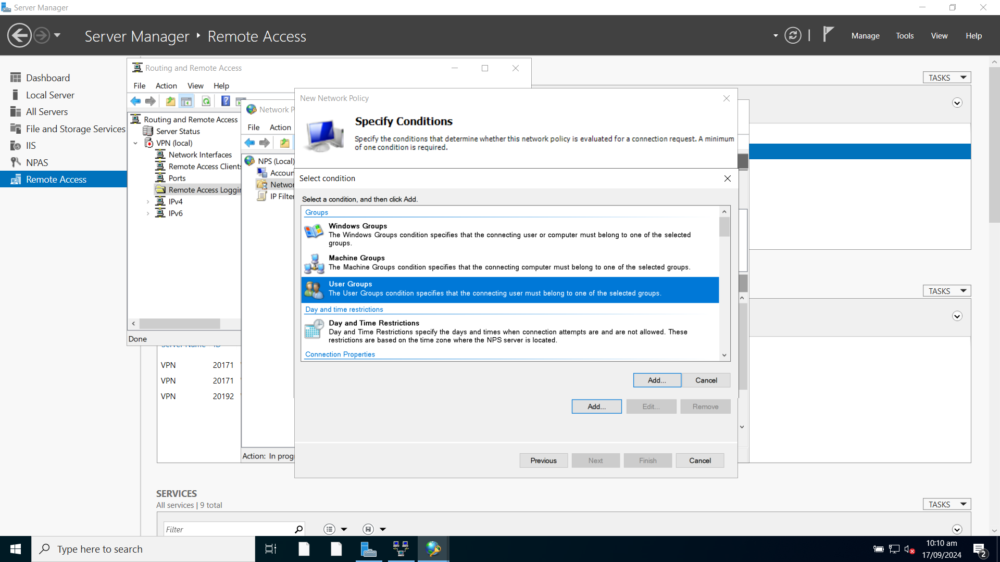 Server Manager
Server Manager ‣ Remote Access
Manage
Tools
View
Help
Dashboard
Local Server
All Servers
File and Storage Services
IIS
NPAS
Remote Access
Routing and Remote Access
File
Action
View
Help
Routing and Remote Access
Server Status
VPN (local)
Network Interfaces
Remote Access Clients
Ports
Remote Access Loggin
IPv4
IPv6
Done
Network P
File
Action
NPS (Local)
Accoun
Networ
IP Filter
Action: In progr
New Network Policy
Specify Conditions
Specify the conditions that determine whether this network policy is evaluated for a connection request. A minimum
of one condition is required.
Select condition
Select a condition, and then click Add.
Groups
Windows Groups
The Windows Groups condition specifies that the connecting user or computer must belong to one of the selected
groups.
Machine Groups
The Machine Groups condition specifies that the connecting computer must belong to one of the selected groups.
User Groups
The User Groups condition specifies that the connecting user must belong to one of the selected groups.
Day and time restrictions
Day and Time Restrictions
Day and Time Restrictions specify the days and times when connection attempts are and are not allowed. These
restrictions are based on the time zone where the NPS server is located.
Connection Properties
Add...
Cancel
Add...
Edit...
Remove
Previous
Next
Finish
Cancel
TASKS
TASKS
Server Name ID
VPN 20171
VPN 20171
VPN 20192
SERVICES
All services | 9 total
TASKS
Filter
Type here to search
10:10 am
17/09/2024
2